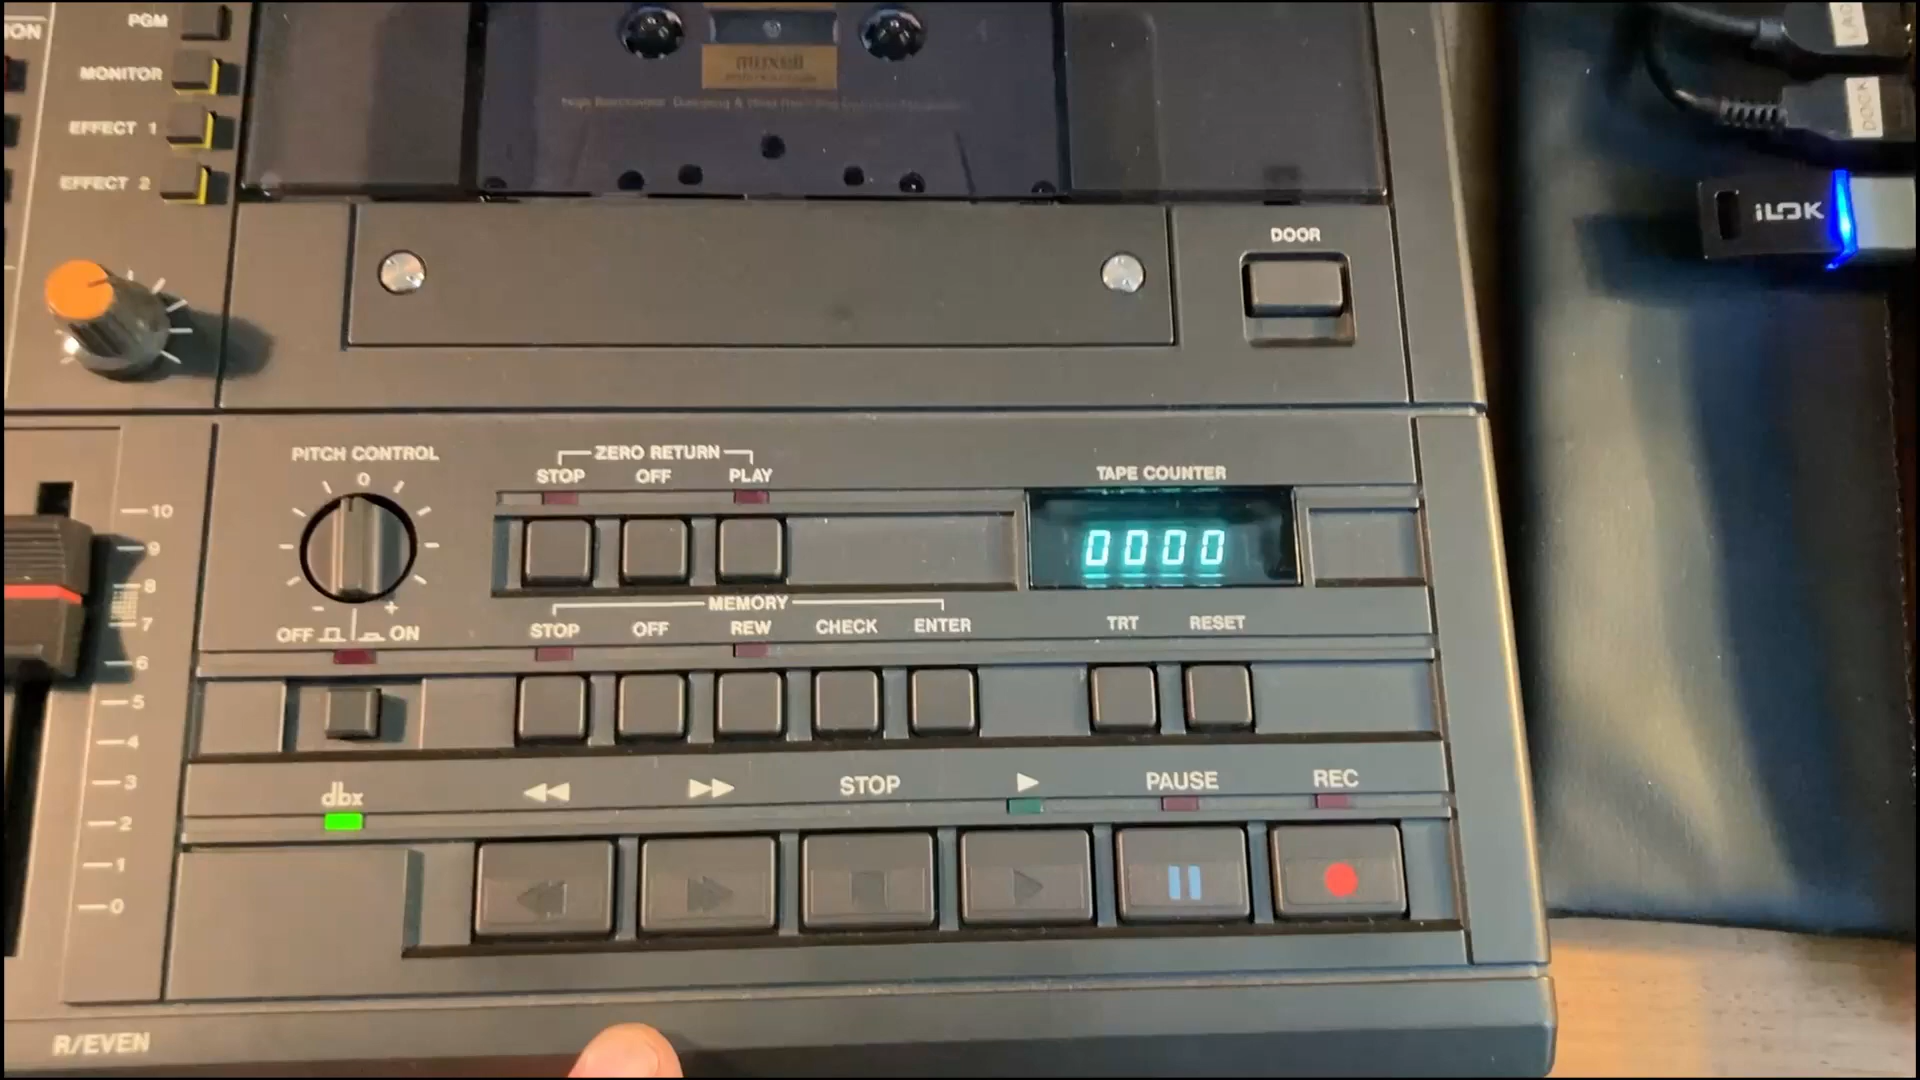 ION
PGM
MONITOR
EFFECT 1
EFFECT 2
maxell
iLOK
DOCK
DOOR
PITCH CONTROL
0
- +
OFF ON
ZERO RETURN
STOP OFF PLAY
TAPE COUNTER
0000
MEMORY
STOP OFF REW CHECK ENTER
TRT RESET
10
9
8
7
6
5
4
3
2
1
0
dbx
STOP
PAUSE
REC
R/EVEN